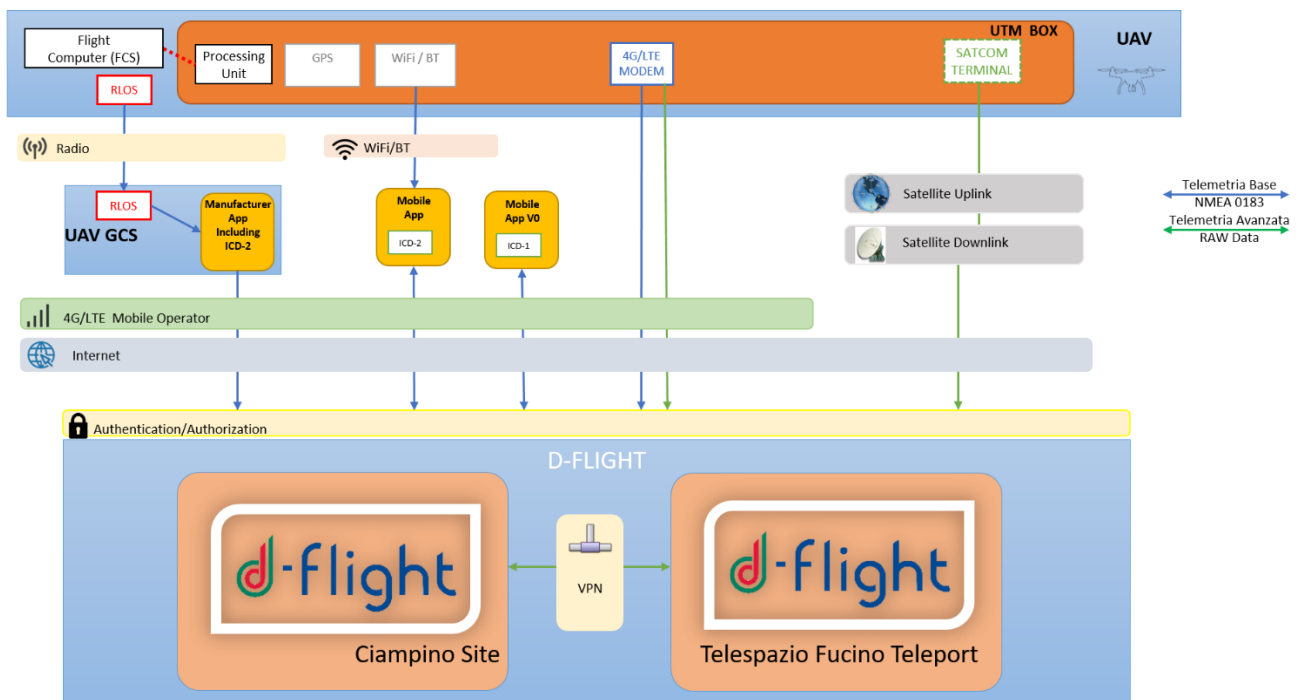 UTM BOX
UAV
Flight
Computer (FCS)
Processing
Unit
GPS
WiFi / BT
4G/LTE
MODEM
SATCOM
TERMINAL
RLOS
Radio
WiFi/BT
RLOS
UAV GCS
Manufacturer
App
Including
ICD-2
Mobile
App
ICD-2
Mobile
App V0
ICD-1
Satellite Uplink
Satellite Downlink
Telemetria Base
NMEA 0183
Telemetria Avanzata
RAW Data
4G/LTE Mobile Operator
Internet
Authentication/Authorization
D-FLIGHT
d-flight
Ciampino Site
VPN
d-flight
Telespazio Fucino Teleport